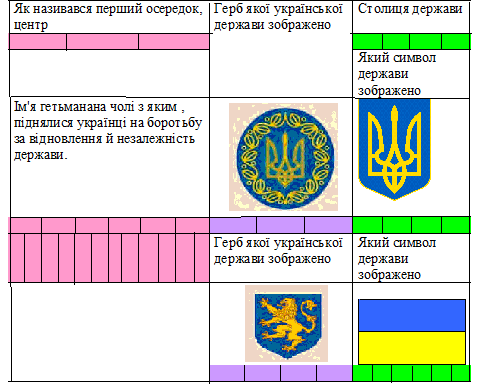 Як називався перший осередок,
центр
Герб якої української
держави зображено
Столиця держави
Який символ
держави
зображено
Ім'я гетьманана чолі з яким ,
піднялися українці на боротьбу
за відновлення й незалежність
держави.
Герб якої української
держави зображено
Який символ
держави
зображено